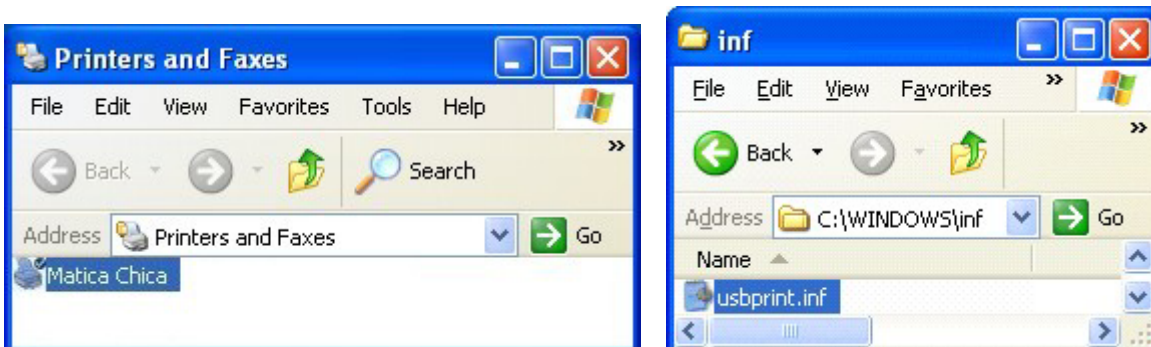 Printers and Faxes
File Edit View Favorites Tools Help
Back Search »
Address Printers and Faxes Go
Matica Chica
inf
File Edit View Favorites »
Back »
Address C:\WINDOWS\inf Go
Name
usbprint.inf